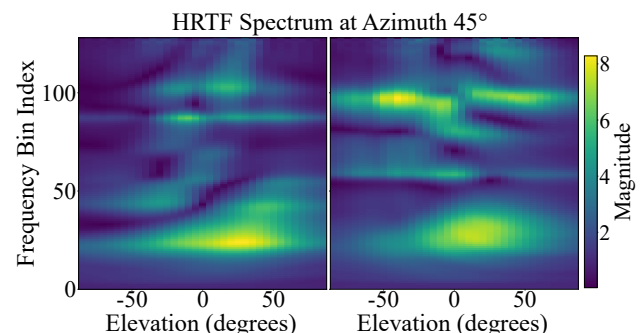 HRTF Spectrum at Azimuth 45°
Frequency Bin Index
100
50
0
-50 0 50
Elevation (degrees)
-50 0 50
Elevation (degrees)
8
6
4
2
Magnitude